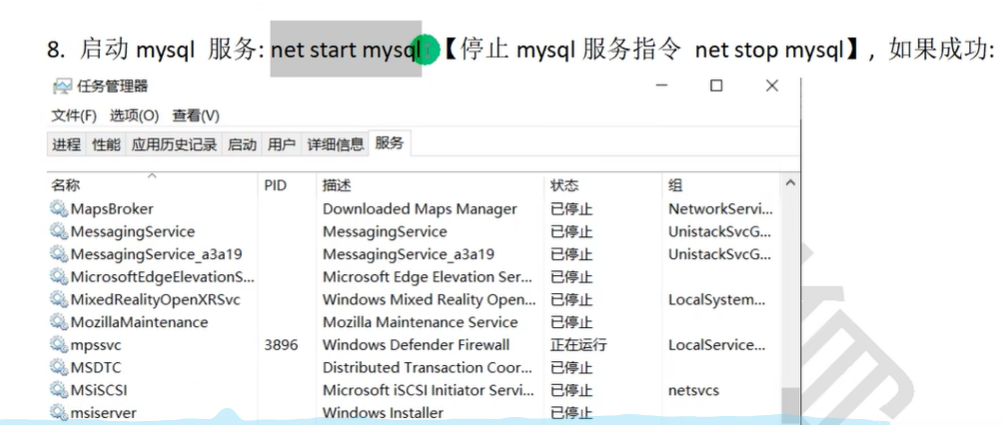 8. 启动 mysql 服务: net start mysql 【停止 mysql 服务指令 net stop mysql】, 如果成功:
任务管理器
文件(F) 选项(O) 查看(V)
进程 性能 应用历史记录 启动 用户 详细信息 服务
名称 PID 描述 状态 组
MapsBroker Downloaded Maps Manager 已停止 NetworkServi...
MessagingService MessagingService 已停止 UnistackSvcG...
MessagingService_a3a19 MessagingService_a3a19 已停止 UnistackSvcG...
MicrosoftEdgeElevationS... Microsoft Edge Elevation Ser... 已停止
MixedRealityOpenXRSvc Windows Mixed Reality Open... 已停止 LocalSystem...
MozillaMaintenance Mozilla Maintenance Service 已停止
mpssvc 3896 Windows Defender Firewall 正在运行 LocalService...
MSDTC Distributed Transaction Coor... 已停止
MSiSCSI Microsoft iSCSI Initiator Servi... 已停止 netsvcs
msiserver Windows Installer 已停止